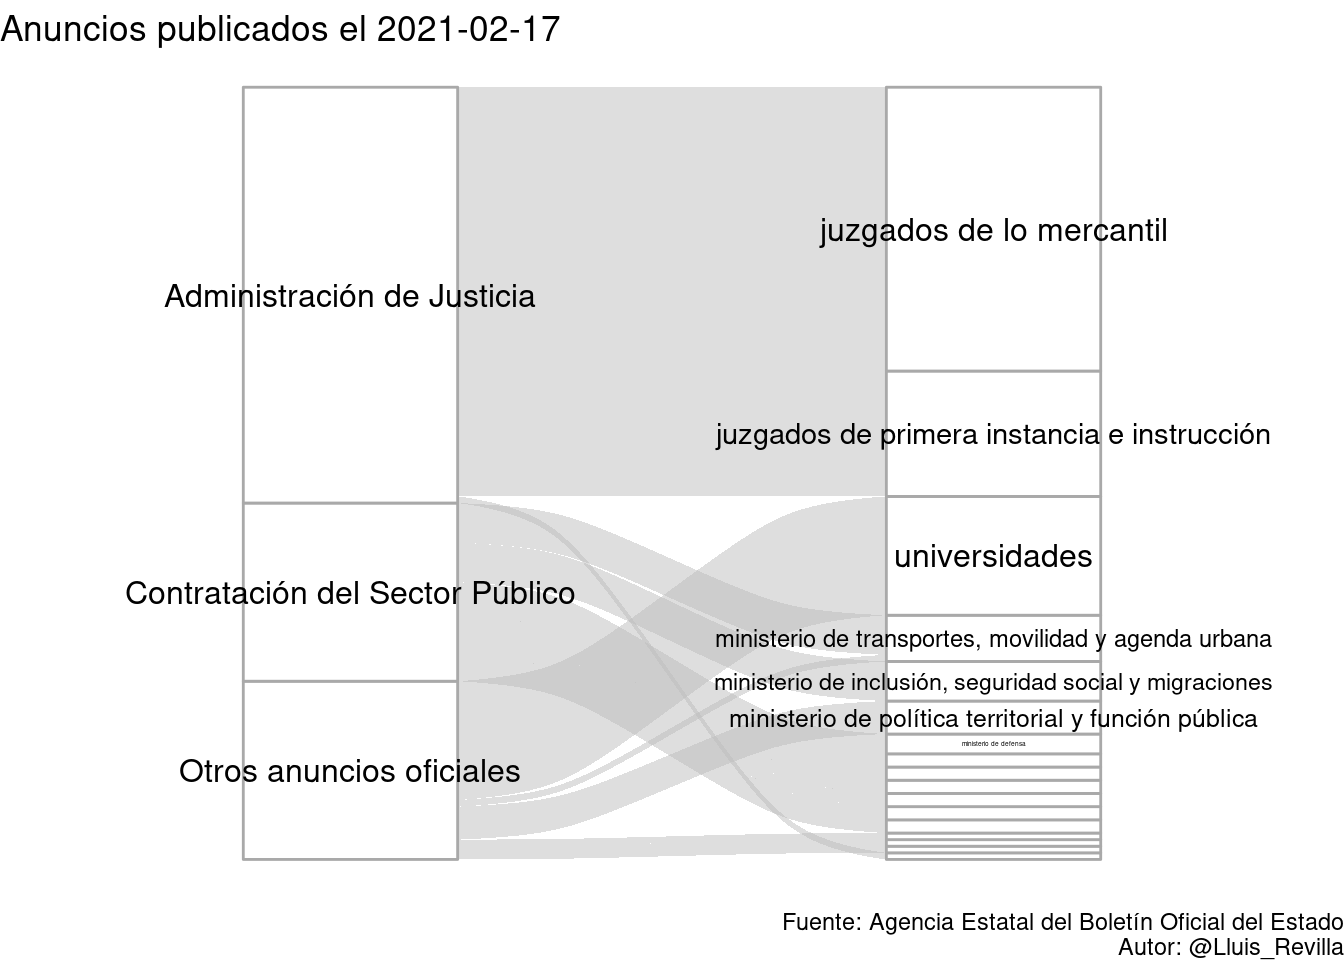 Anuncios publicados el 2021-02-17
juzgados de lo mercantil
Administración de Justicia
juzgados de primera instancia e instrucción
universidades
Contratación del Sector Público
ministerio de transportes, movilidad y agenda urbana
ministerio de inclusión, seguridad social y migraciones
ministerio de política territorial y función pública
ministerio de defensa
Otros anuncios oficiales
Fuente: Agencia Estatal del Boletín Oficial del Estado
Autor: @Lluis_Revilla